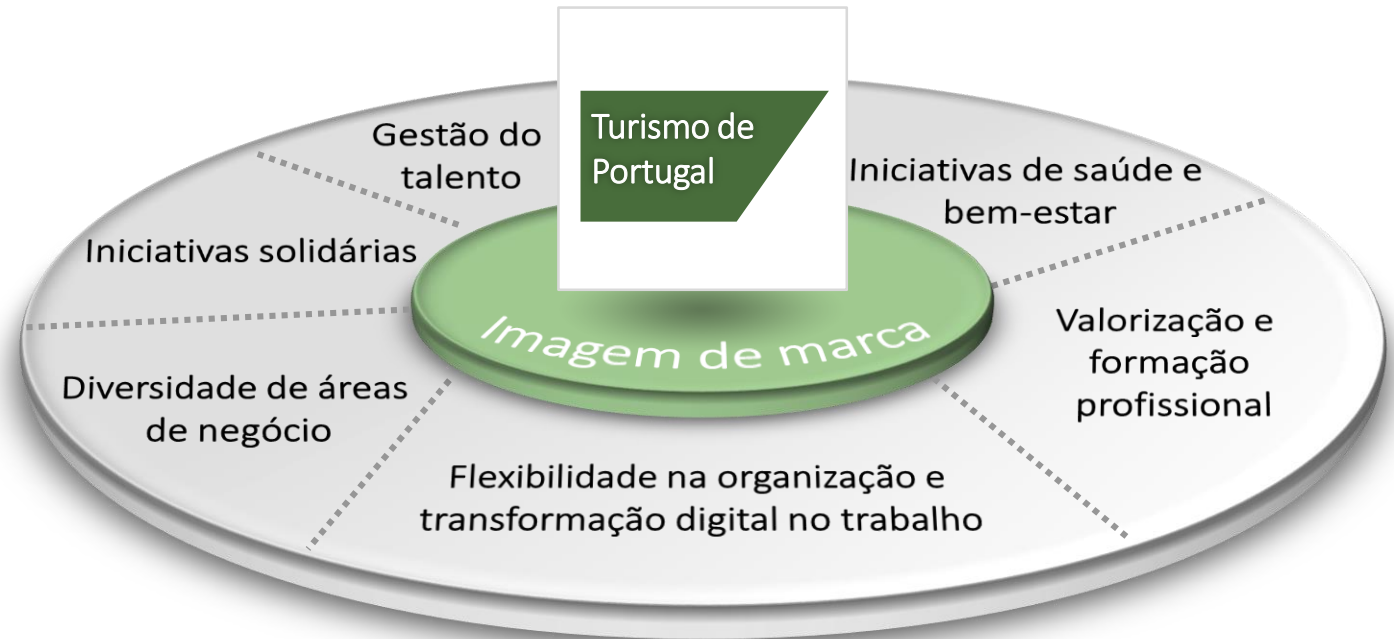 Turismo de
Portugal
Gestão do
talento
Iniciativas de saúde e
bem-estar
Iniciativas solidárias
Imagem de marca
Valorização e
formação
profissional
Diversidade de áreas
de negócio
Flexibilidade na organização e
transformação digital no trabalho